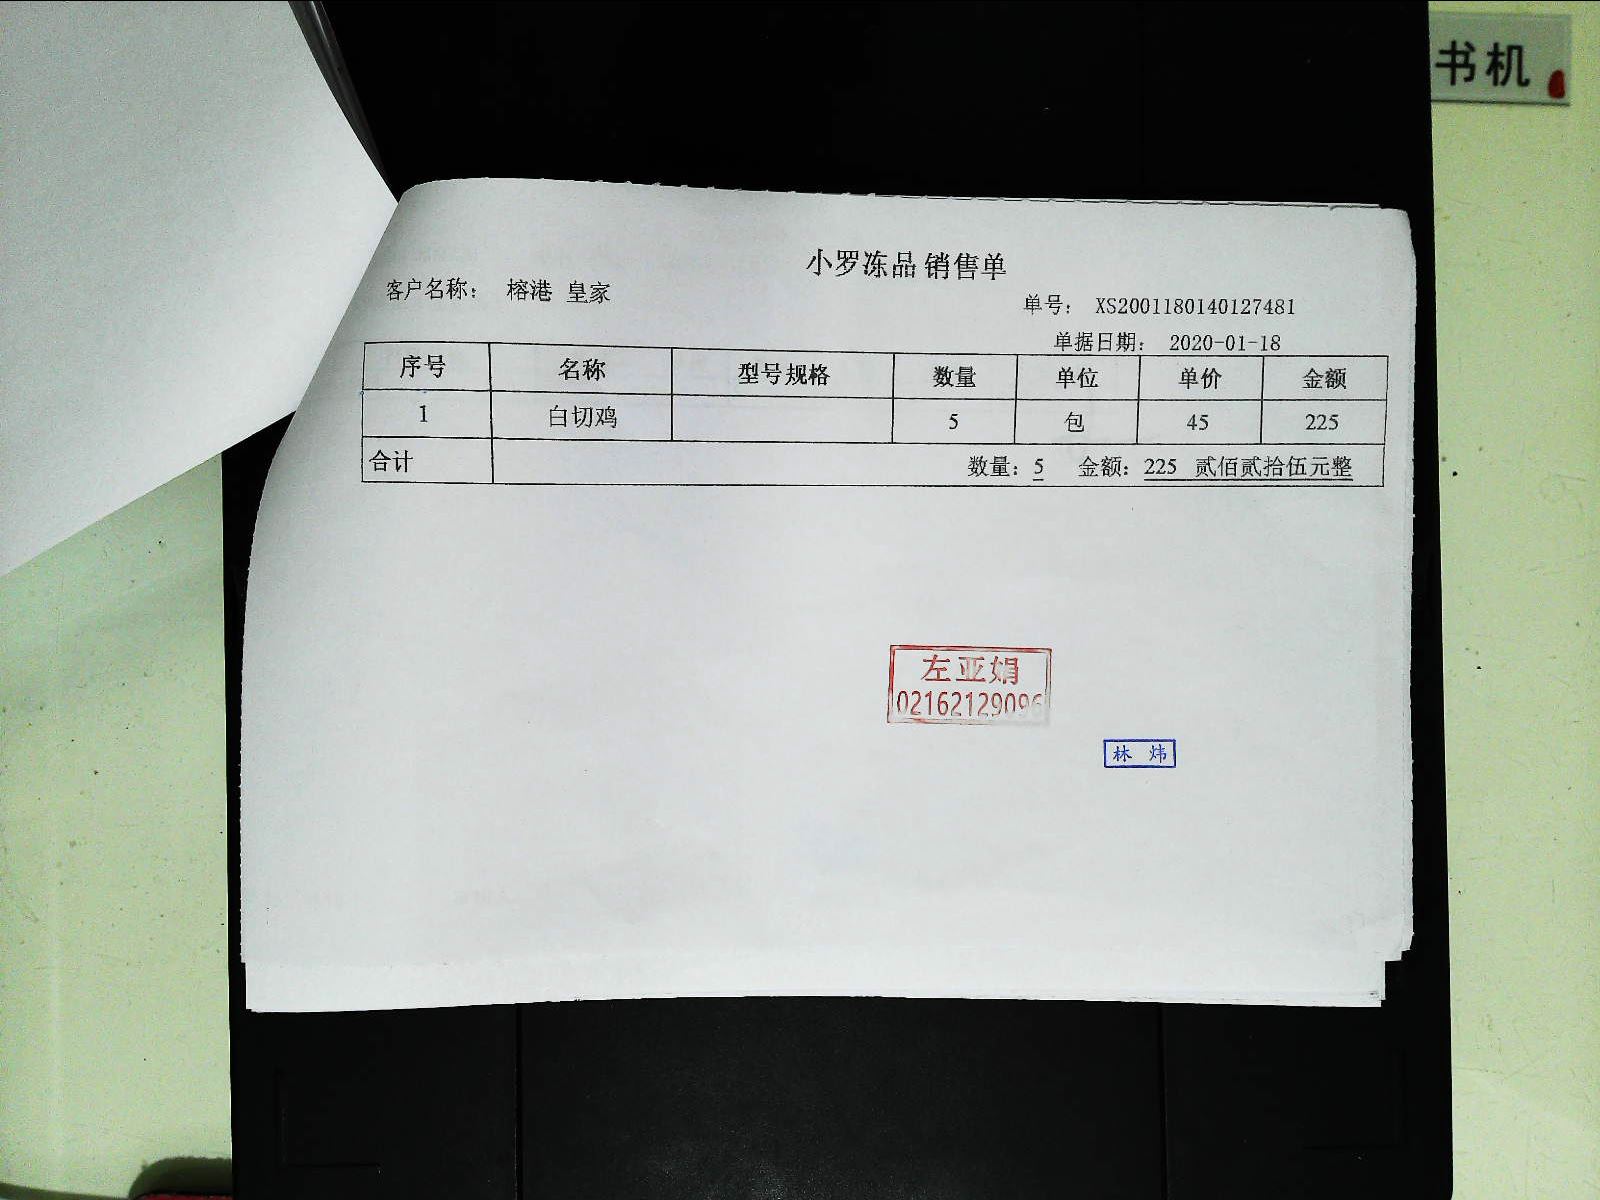 书机
小罗冻品 销售单
客户名称： 榕港 皇家
单号： XS2001180140127481
单据日期： 2020-01-18
序号 名称 型号规格 数量 单位 单价 金额
1 白切鸡 5 包 45 225
合计 数量：5 金额：225 贰佰贰拾伍元整
左亚娟
02162129096
林 炜